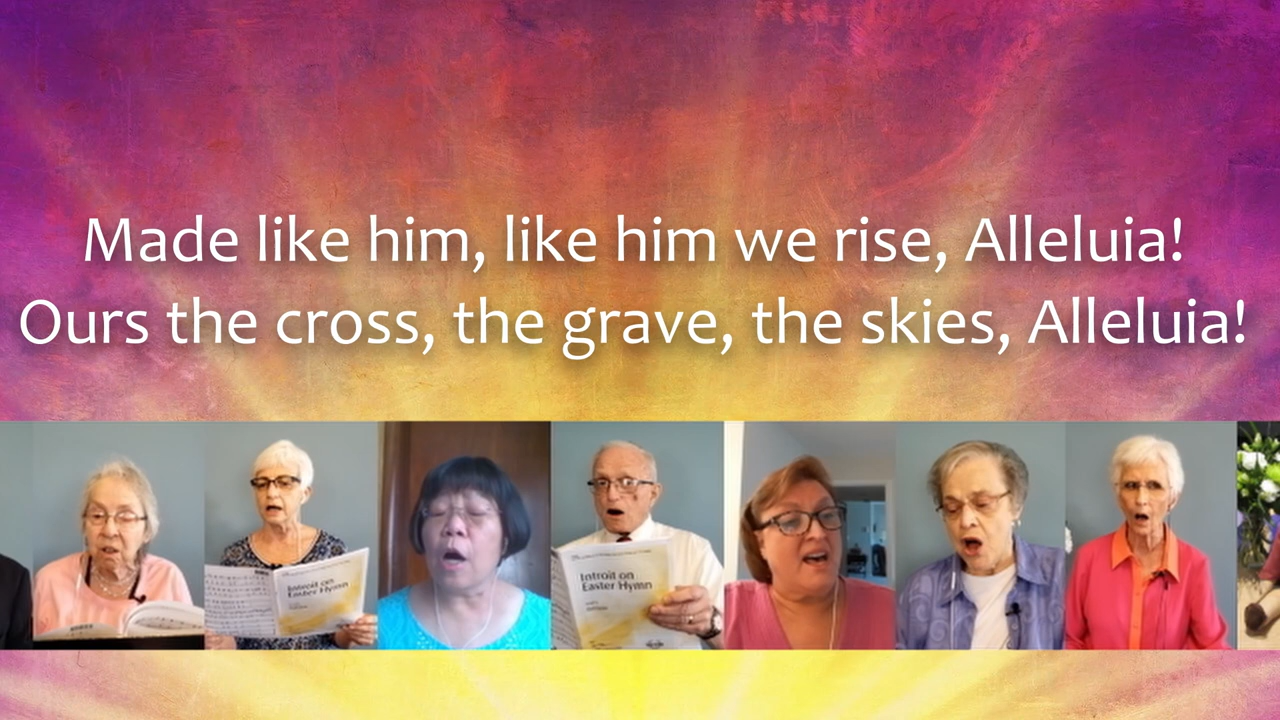 Made like him, like him we rise, Alleluia!
Ours the cross, the grave, the skies, Alleluia!
Introit on
Easter Hymn
Introit on
Easter Hymn